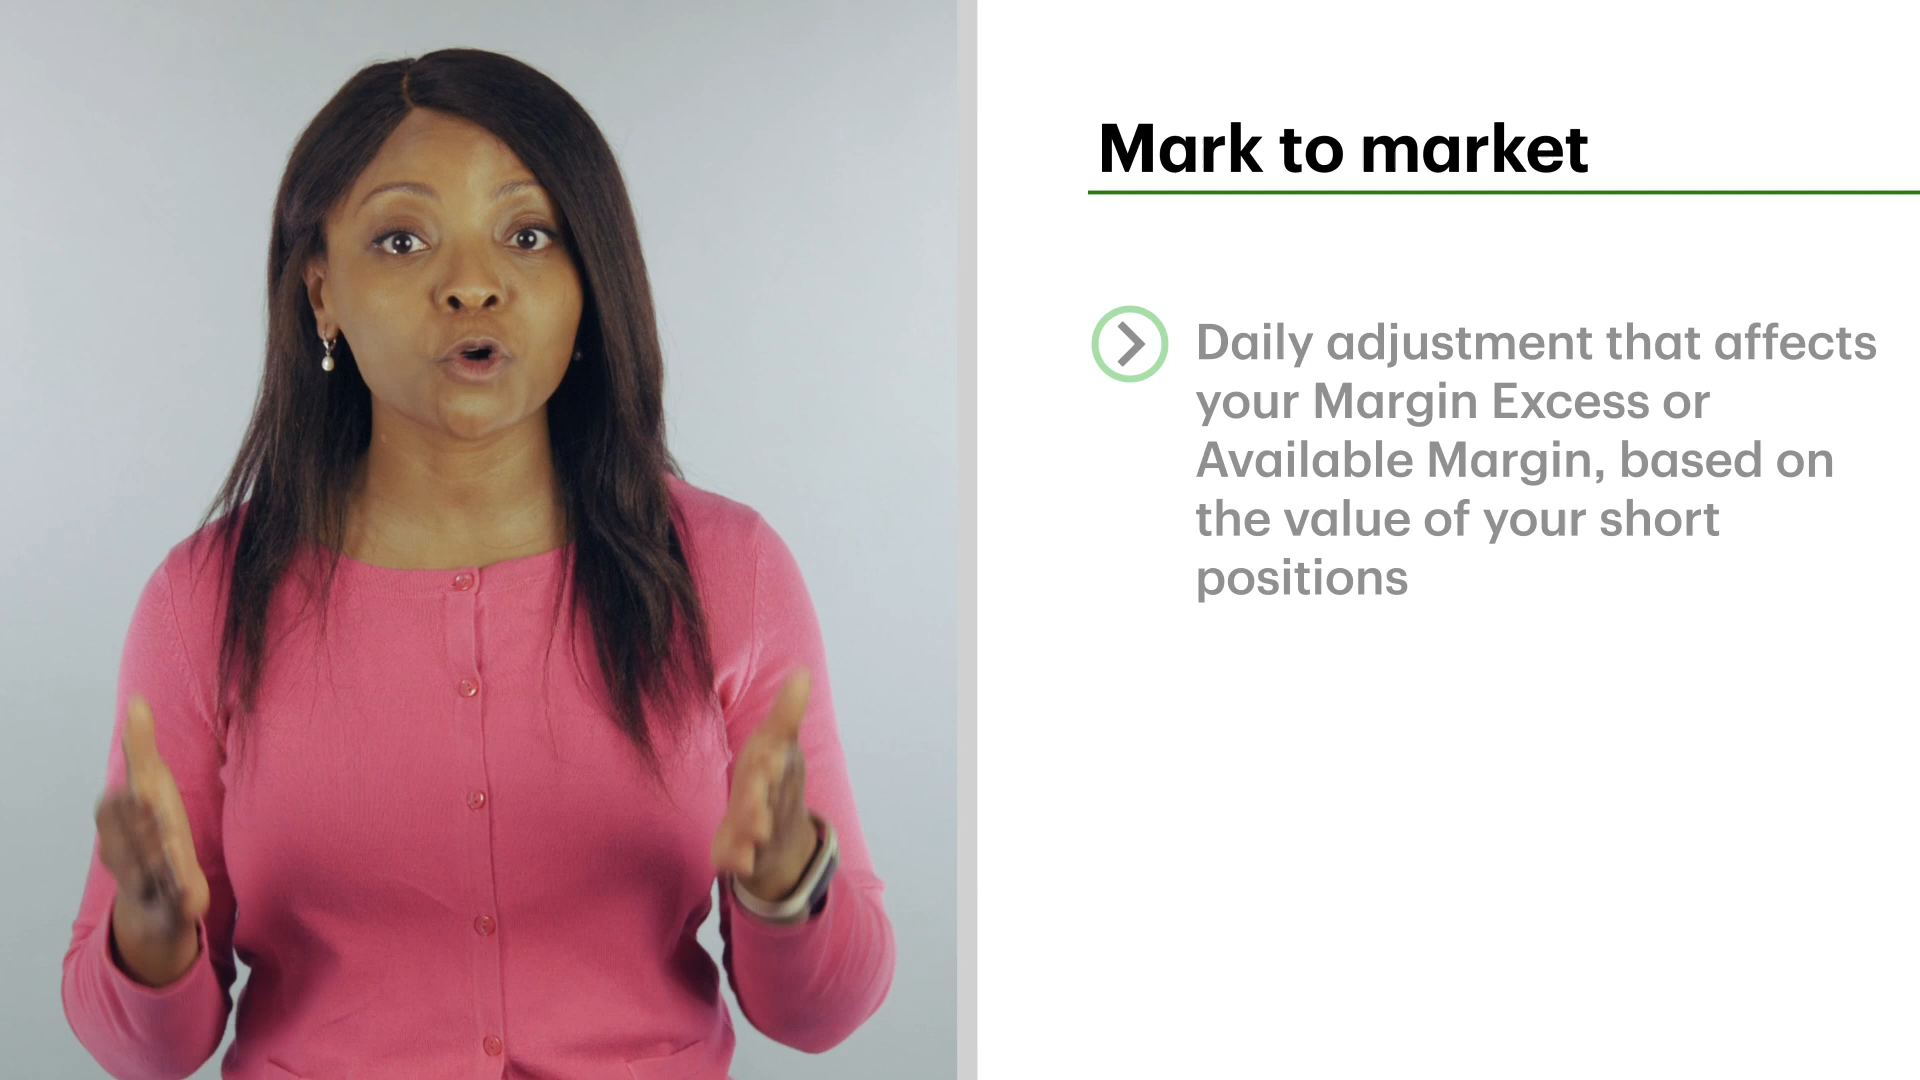 Mark to market
Daily adjustment that affects
your Margin Excess or
Available Margin, based on
the value of your short
positions